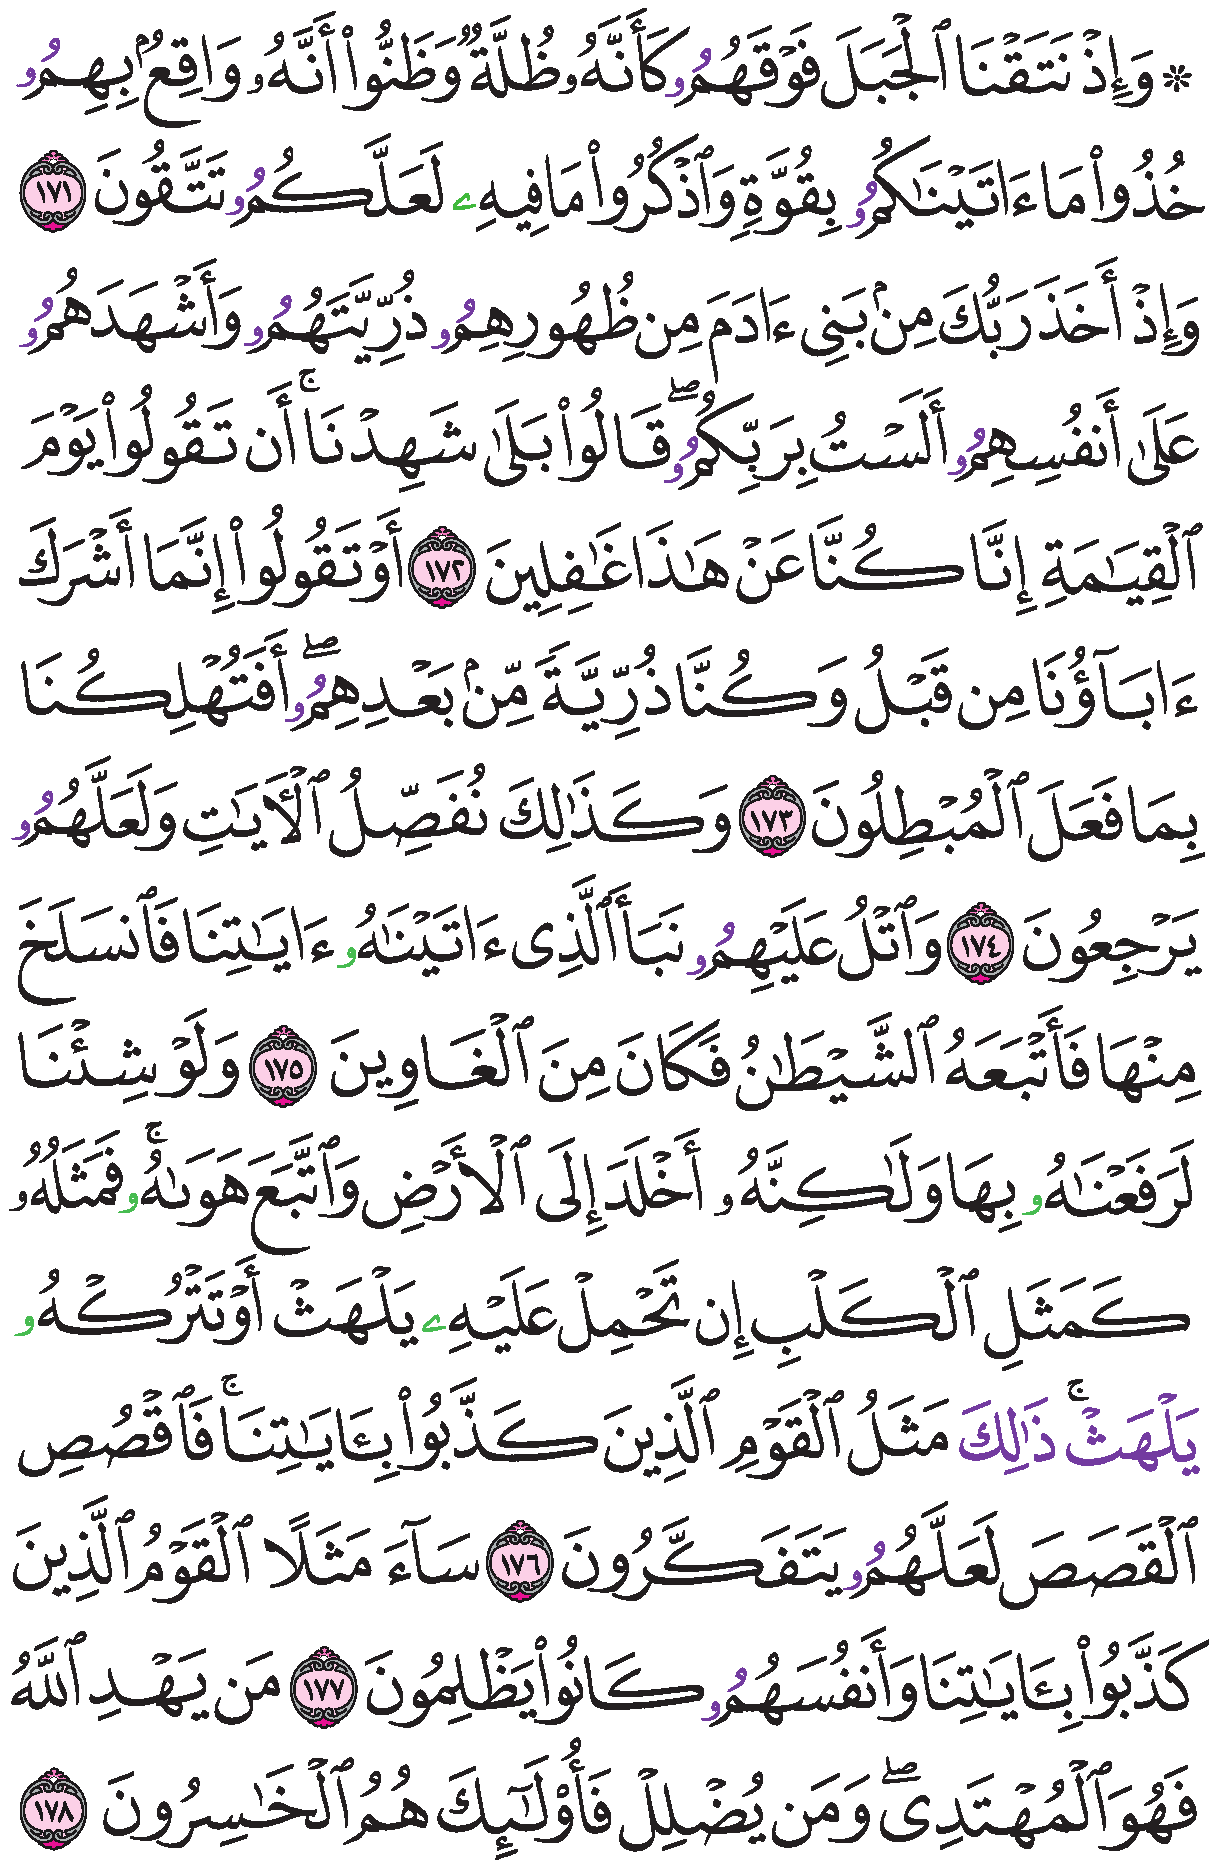 ۞ وَإِذْ نَتَقْنَا ٱلْجَبَلَ فَوْقَهُمُۥ كَأَنَّهُۥ ظُلَّةٌ وَظَنُّوا۟ أَنَّهُۥ وَاقِعٌۢ بِهِمُۥ
خُذُوا۟ مَا ءَاتَيْنَٰكُمُۥ بِقُوَّةٍ وَٱذْكُرُوا۟ مَا فِيهِۦ لَعَلَّكُمُۥ تَتَّقُونَ ١٧١
وَإِذْ أَخَذَ رَبُّكَ مِنۢ بَنِى ءَادَمَ مِن ظُهُورِهِمُۥ ذُرِّيَّتَهُمُۥ وَأَشْهَدَهُمُۥ
عَلَىٰ أَنفُسِهِمُۥ أَلَسْتُ بِرَبِّكُمُۥۖ قَالُوا۟ بَلَىٰ شَهِدْنَاۚ أَن تَقُولُوا۟ يَوْمَ
ٱلْقِيَٰمَةِ إِنَّا كُنَّا عَنْ هَٰذَا غَٰفِلِينَ ١٧٢ أَوْ تَقُولُوا۟ إِنَّمَا أَشْرَكَ
ءَابَآؤُنَا مِن قَبْلُ وَكُنَّا ذُرِّيَّةً مِّنۢ بَعْدِهِمُۥۖ أَفَتُهْلِكُنَا
بِمَا فَعَلَ ٱلْمُبْطِلُونَ ١٧٣ وَكَذَٰلِكَ نُفَصِّلُ ٱلْأٓيَٰتِ وَلَعَلَّهُمُۥ
يَرْجِعُونَ ١٧٤ وَٱتْلُ عَلَيْهِمُۥ نَبَأَ ٱلَّذِى ءَاتَيْنَٰهُۥ ءَايَٰتِنَا فَٱنسَلَخَ
مِنْهَا فَأَتْبَعَهُ ٱلشَّيْطَٰنُ فَكَانَ مِنَ ٱلْغَاوِينَ ١٧٥ وَلَوْ شِئْنَا
لَرَفَعْنَٰهُۥ بِهَا وَلَٰكِنَّهُۥ أَخْلَدَ إِلَى ٱلْأَرْضِ وَٱتَّبَعَ هَوَىٰهُۥۚ فَمَثَلُهُۥ
كَمَثَلِ ٱلْكَلْبِ إِن تَحْمِلْ عَلَيْهِۦ يَلْهَثْ أَوْ تَتْرُكْهُۥ
يَلْهَثْۚ ذَٰلِكَ مَثَلُ ٱلْقَوْمِ ٱلَّذِينَ كَذَّبُوا۟ بِـَٔايَٰتِنَاۚ فَٱقْصُصِ
ٱلْقَصَصَ لَعَلَّهُمُۥ يَتَفَكَّرُونَ ١٧٦ سَآءَ مَثَلًا ٱلْقَوْمُ ٱلَّذِينَ
كَذَّبُوا۟ بِـَٔايَٰتِنَا وَأَنفُسَهُمُۥ كَانُوا۟ يَظْلِمُونَ ١٧٧ مَن يَهْدِ ٱللَّهُ
فَهُوَ ٱلْمُهْتَدِىۖ وَمَن يُضْلِلْ فَأُو۟لَٰٓئِكَ هُمُ ٱلْخَٰسِرُونَ ١٧٨